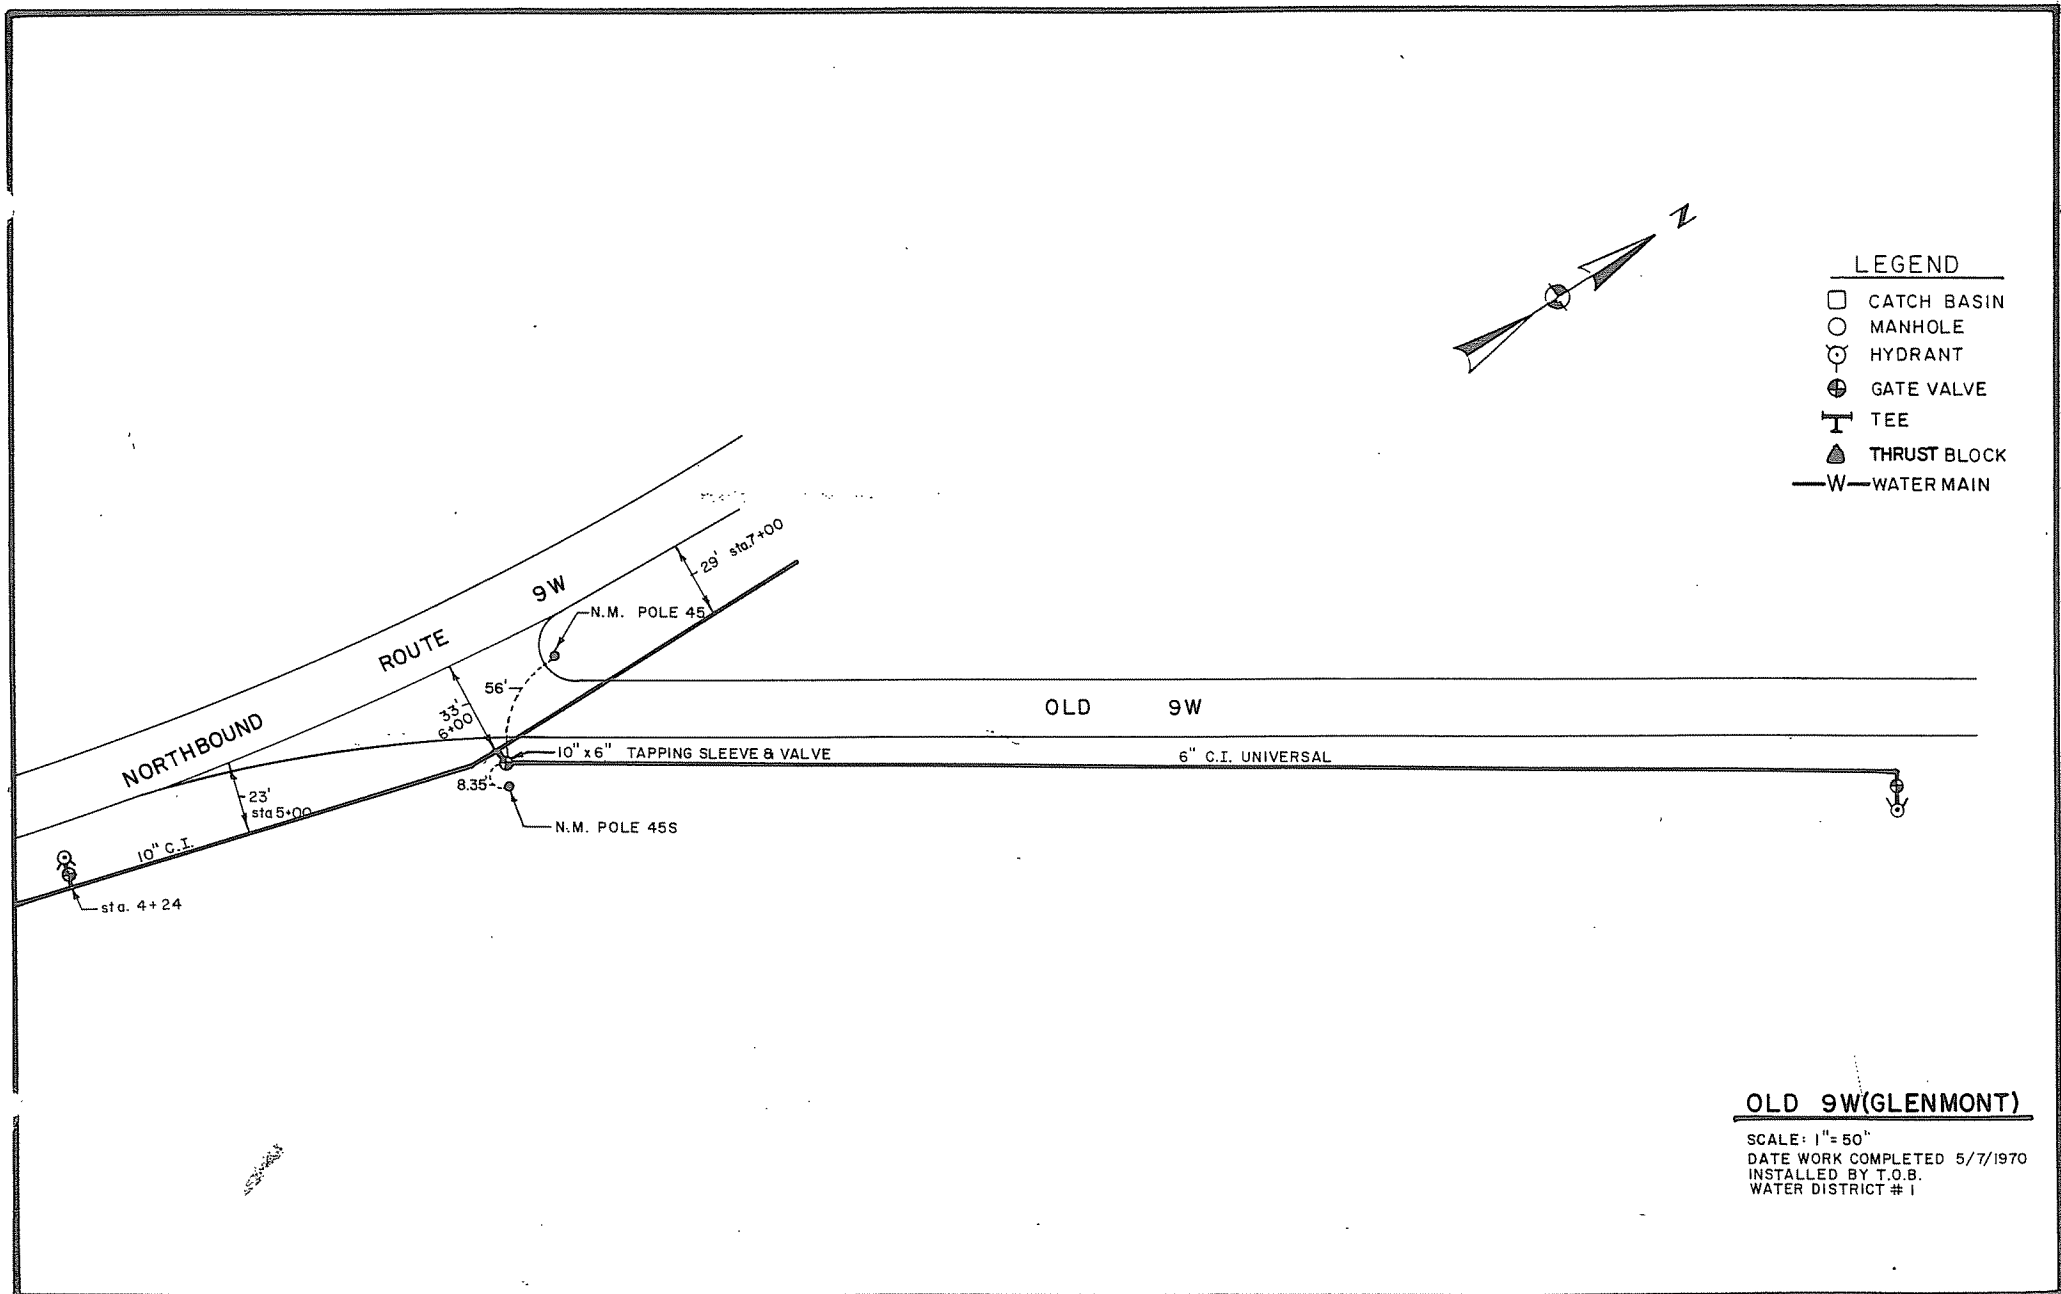 N
LEGEND
CATCH BASIN
MANHOLE
HYDRANT
GATE VALVE
TEE
THRUST BLOCK
W WATER MAIN
29' sta.7+00
NORTHBOUND ROUTE 9W
N.M. POLE 45
56'
33'
6+00
OLD 9W
10" x 6" TAPPING SLEEVE & VALVE
6" C.I. UNIVERSAL
8.35'
23'
sta 5+00
N.M. POLE 45S
10" C.I.
sta. 4+24
OLD 9W(GLENMONT)
SCALE: 1"=50"
DATE WORK COMPLETED 5/7/1970
INSTALLED BY T.O.B.
WATER DISTRICT # 1